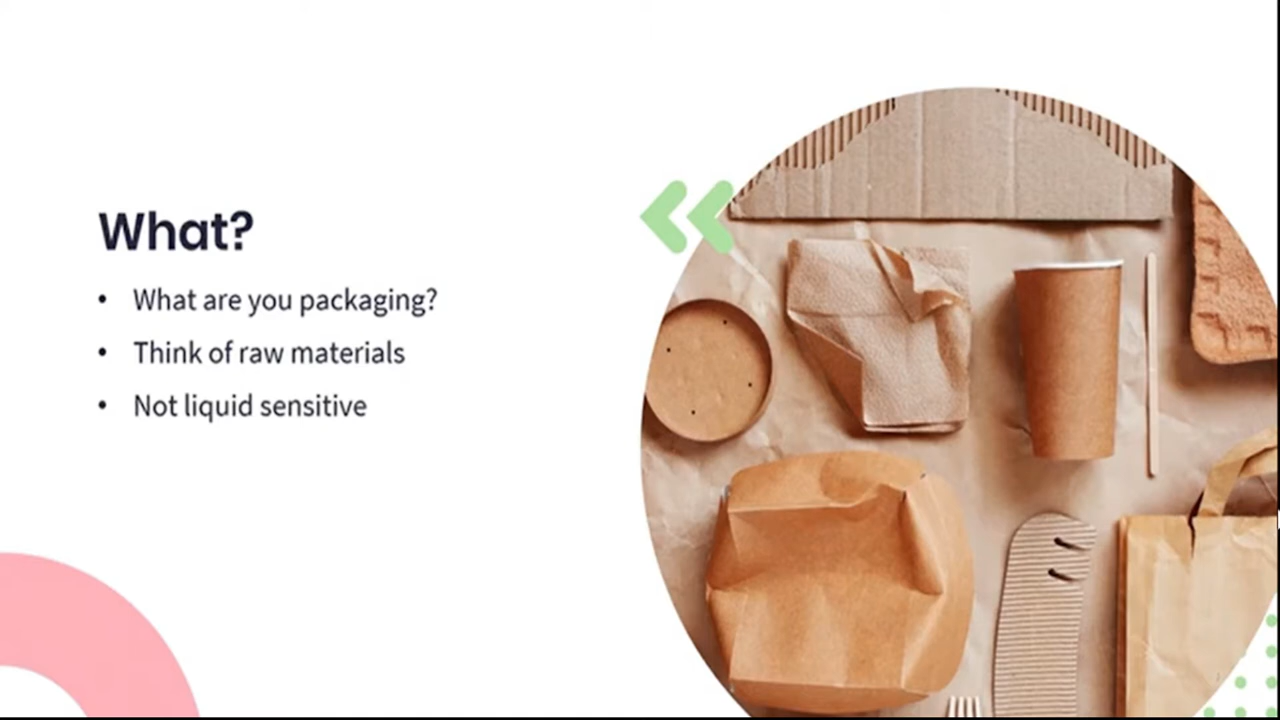 What?
• What are you packaging?
• Think of raw materials
• Not liquid sensitive